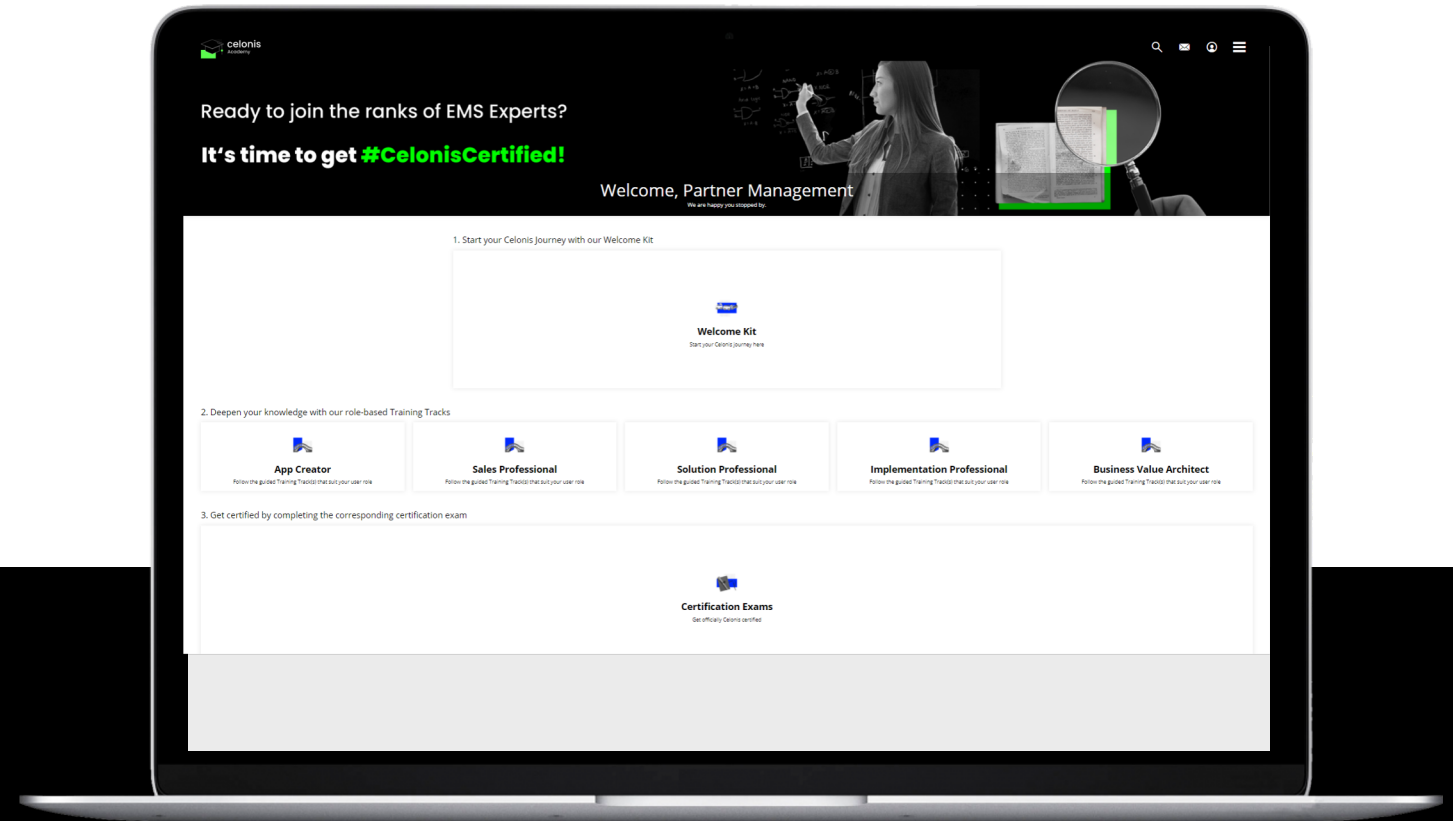 celonis
Academy
Ready to join the ranks of EMS Experts?
It‘s time to get #CelonisCertified!
Welcome, Partner Management
We are happy you stopped by.
1. Start your Celonis Journey with our Welcome Kit
Welcome Kit
Start your Celonis journey here
2. Deepen your knowledge with our role-based Training Tracks
App Creator
Follow the guided Training Track(s) that suit your user role
Sales Professional
Follow the guided Training Track(s) that suit your user role
Solution Professional
Follow the guided Training Track(s) that suit your user role
Implementation Professional
Follow the guided Training Track(s) that suit your user role
Business Value Architect
Follow the guided Training Track(s) that suit your user role
3. Get certified by completing the corresponding certification exam
Certification Exams
Get officially Celonis certified